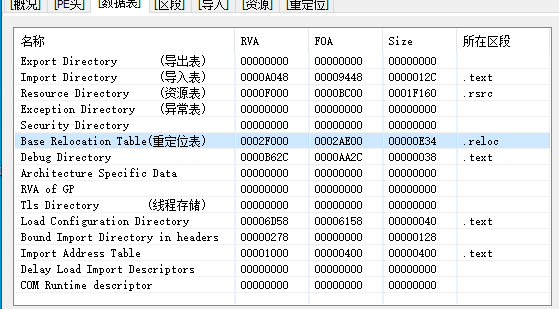 [概况] [PE头] [数据表] [区段] [导入] [资源] [重定位]
名称 RVA FOA Size 所在区段
Export Directory (导出表) 00000000 00000000 00000000
Import Directory (导入表) 0000A048 00009448 0000012C .text
Resource Directory (资源表) 0000F000 0000BC00 0001F160 .rsrc
Exception Directory (异常表) 00000000 00000000 00000000
Security Directory 00000000 00000000 00000000
Base Relocation Table(重定位表) 0002F000 0002AE00 00000E34 .reloc
Debug Directory 0000B62C 0000AA2C 00000038 .text
Architecture Specific Data 00000000 00000000 00000000
RVA of GP 00000000 00000000 00000000
Tls Directory (线程存储) 00000000 00000000 00000000
Load Configuration Directory 00006D58 00006158 00000040 .text
Bound Import Directory in headers 00000278 00000000 00000128
Import Address Table 00001000 00000400 00000400 .text
Delay Load Import Descriptors 00000000 00000000 00000000
COM Runtime descriptor 00000000 00000000 00000000